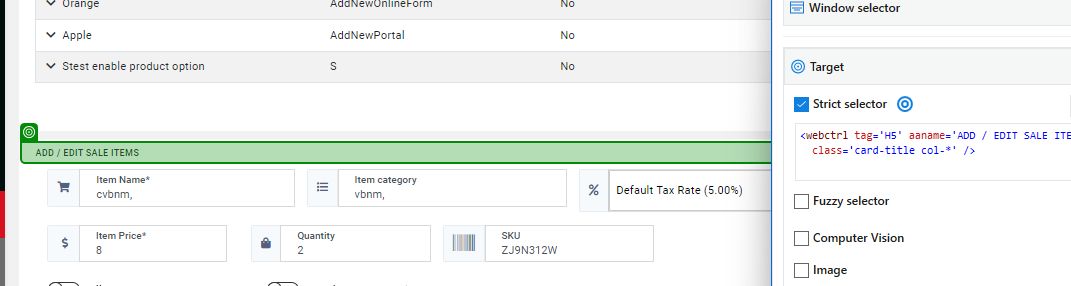 Orange AddNewOnlineForm No
Apple AddNewPortal No
Stest enable product option S No
ADD / EDIT SALE ITEMS
Item Name*
cvbnm,
Item category
vbnm,
% Default Tax Rate (5.00%)
$ Item Price*
8
Quantity
2
SKU
ZJ9N312W
Window selector
Target
Strict selector
<webctrl tag='H5' aaname='ADD / EDIT SALE ITE
class='card-title col-*' />
Fuzzy selector
Computer Vision
Image